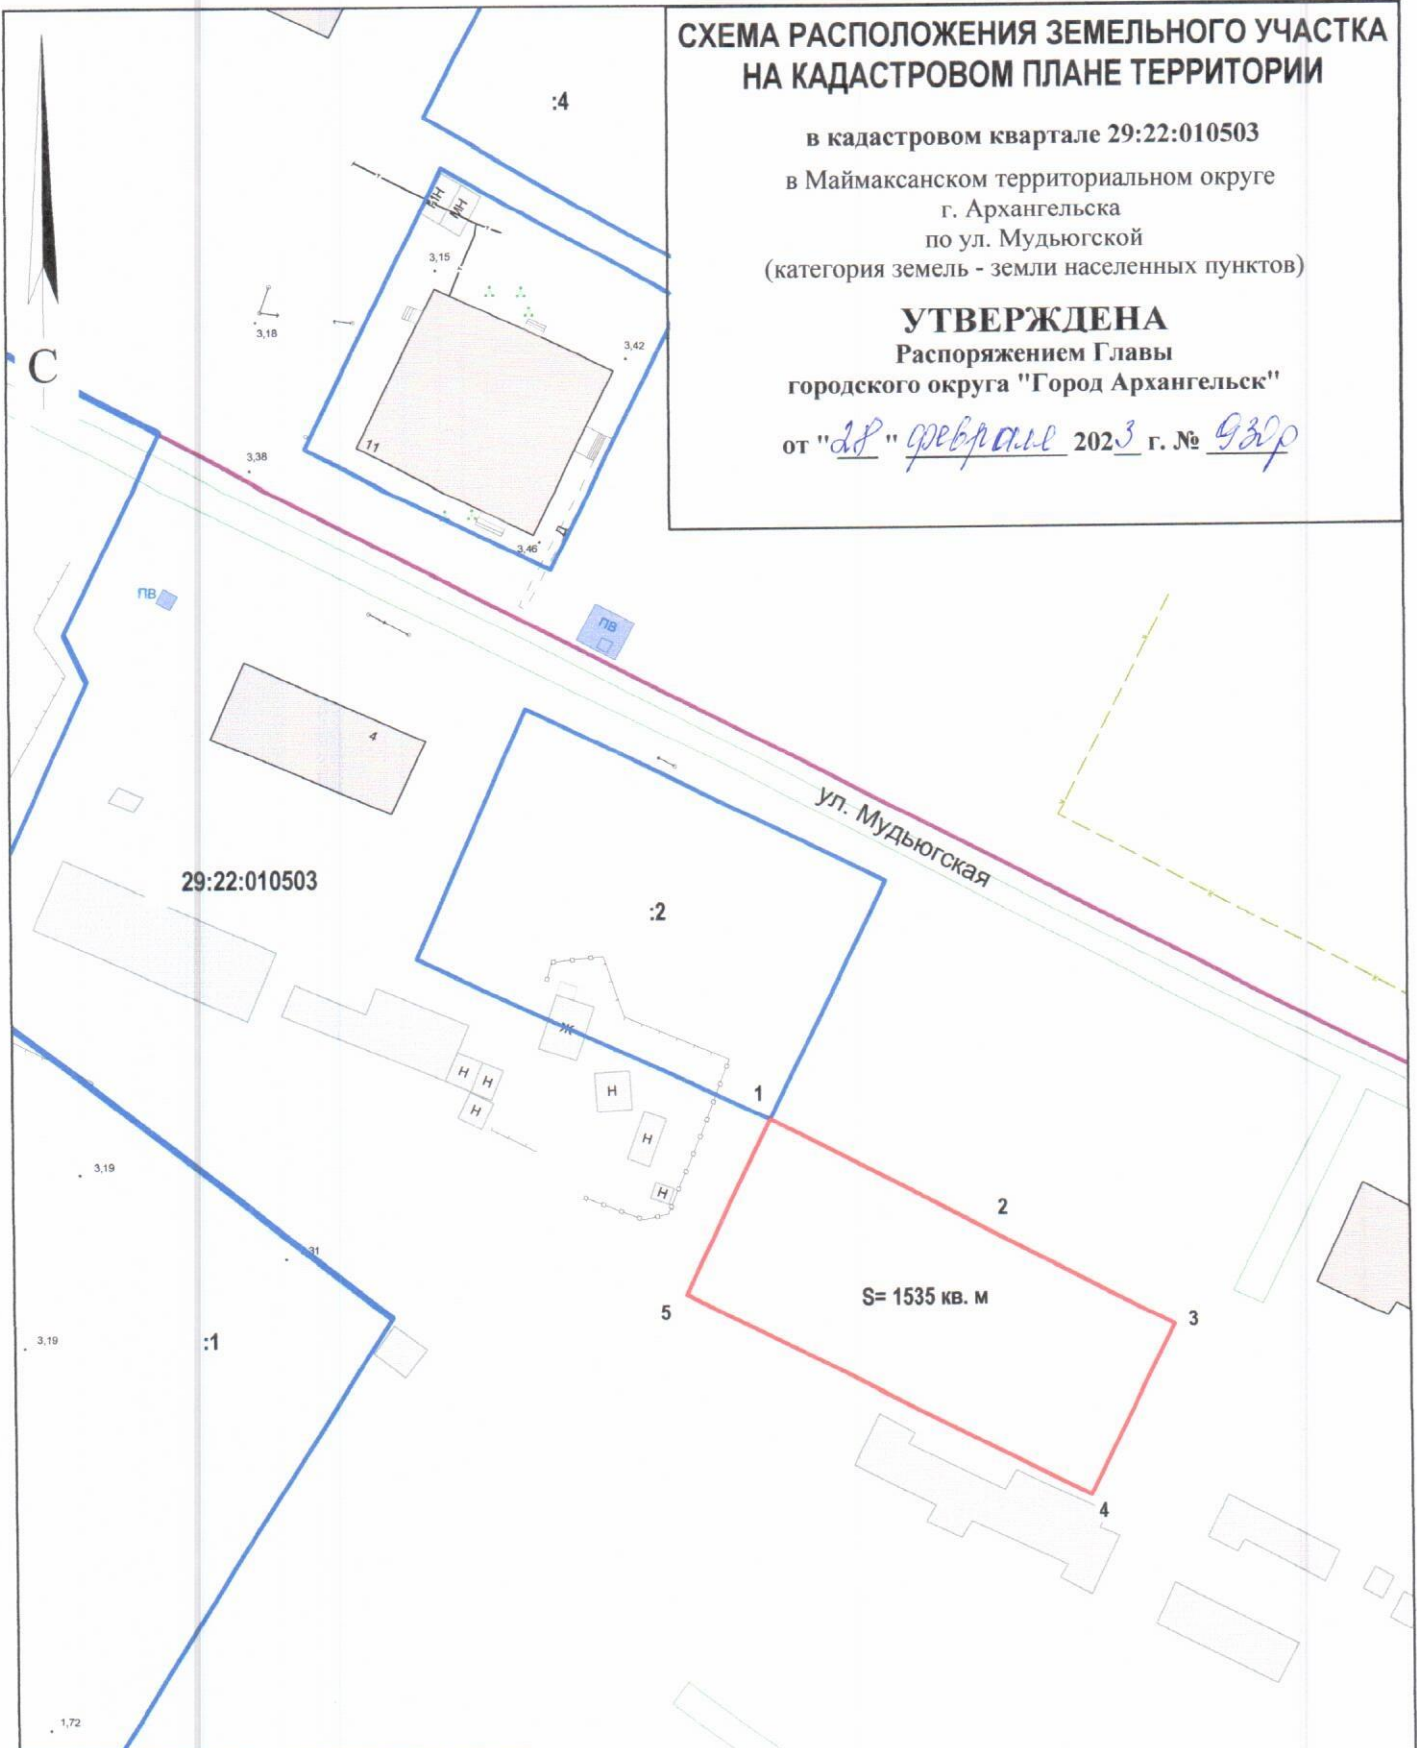 СХЕМА РАСПОЛОЖЕНИЯ ЗЕМЕЛЬНОГО УЧАСТКА
НА КАДАСТРОВОМ ПЛАНЕ ТЕРРИТОРИИ
в кадастровом квартале 29:22:010503
в Маймаксанском территориальном округе
г. Архангельска
по ул. Мудьюгской
(категория земель - земли населенных пунктов)
УТВЕРЖДЕНА
Распоряжением Главы
городского округа "Город Архангельск"
от "28" февраля 2023 г. № 930р
:4
МН
3,15
3,18
С
3,42
11
3,38
3,46
Д
ПВ
ПВ
4
ул. Мудьюгская
29:22:010503
:2
Ж
Н
Н
Н
Н
Н
Н
1
3,19
2
S= 1535 кв. м
5
3
3,19
:1
4
1,72